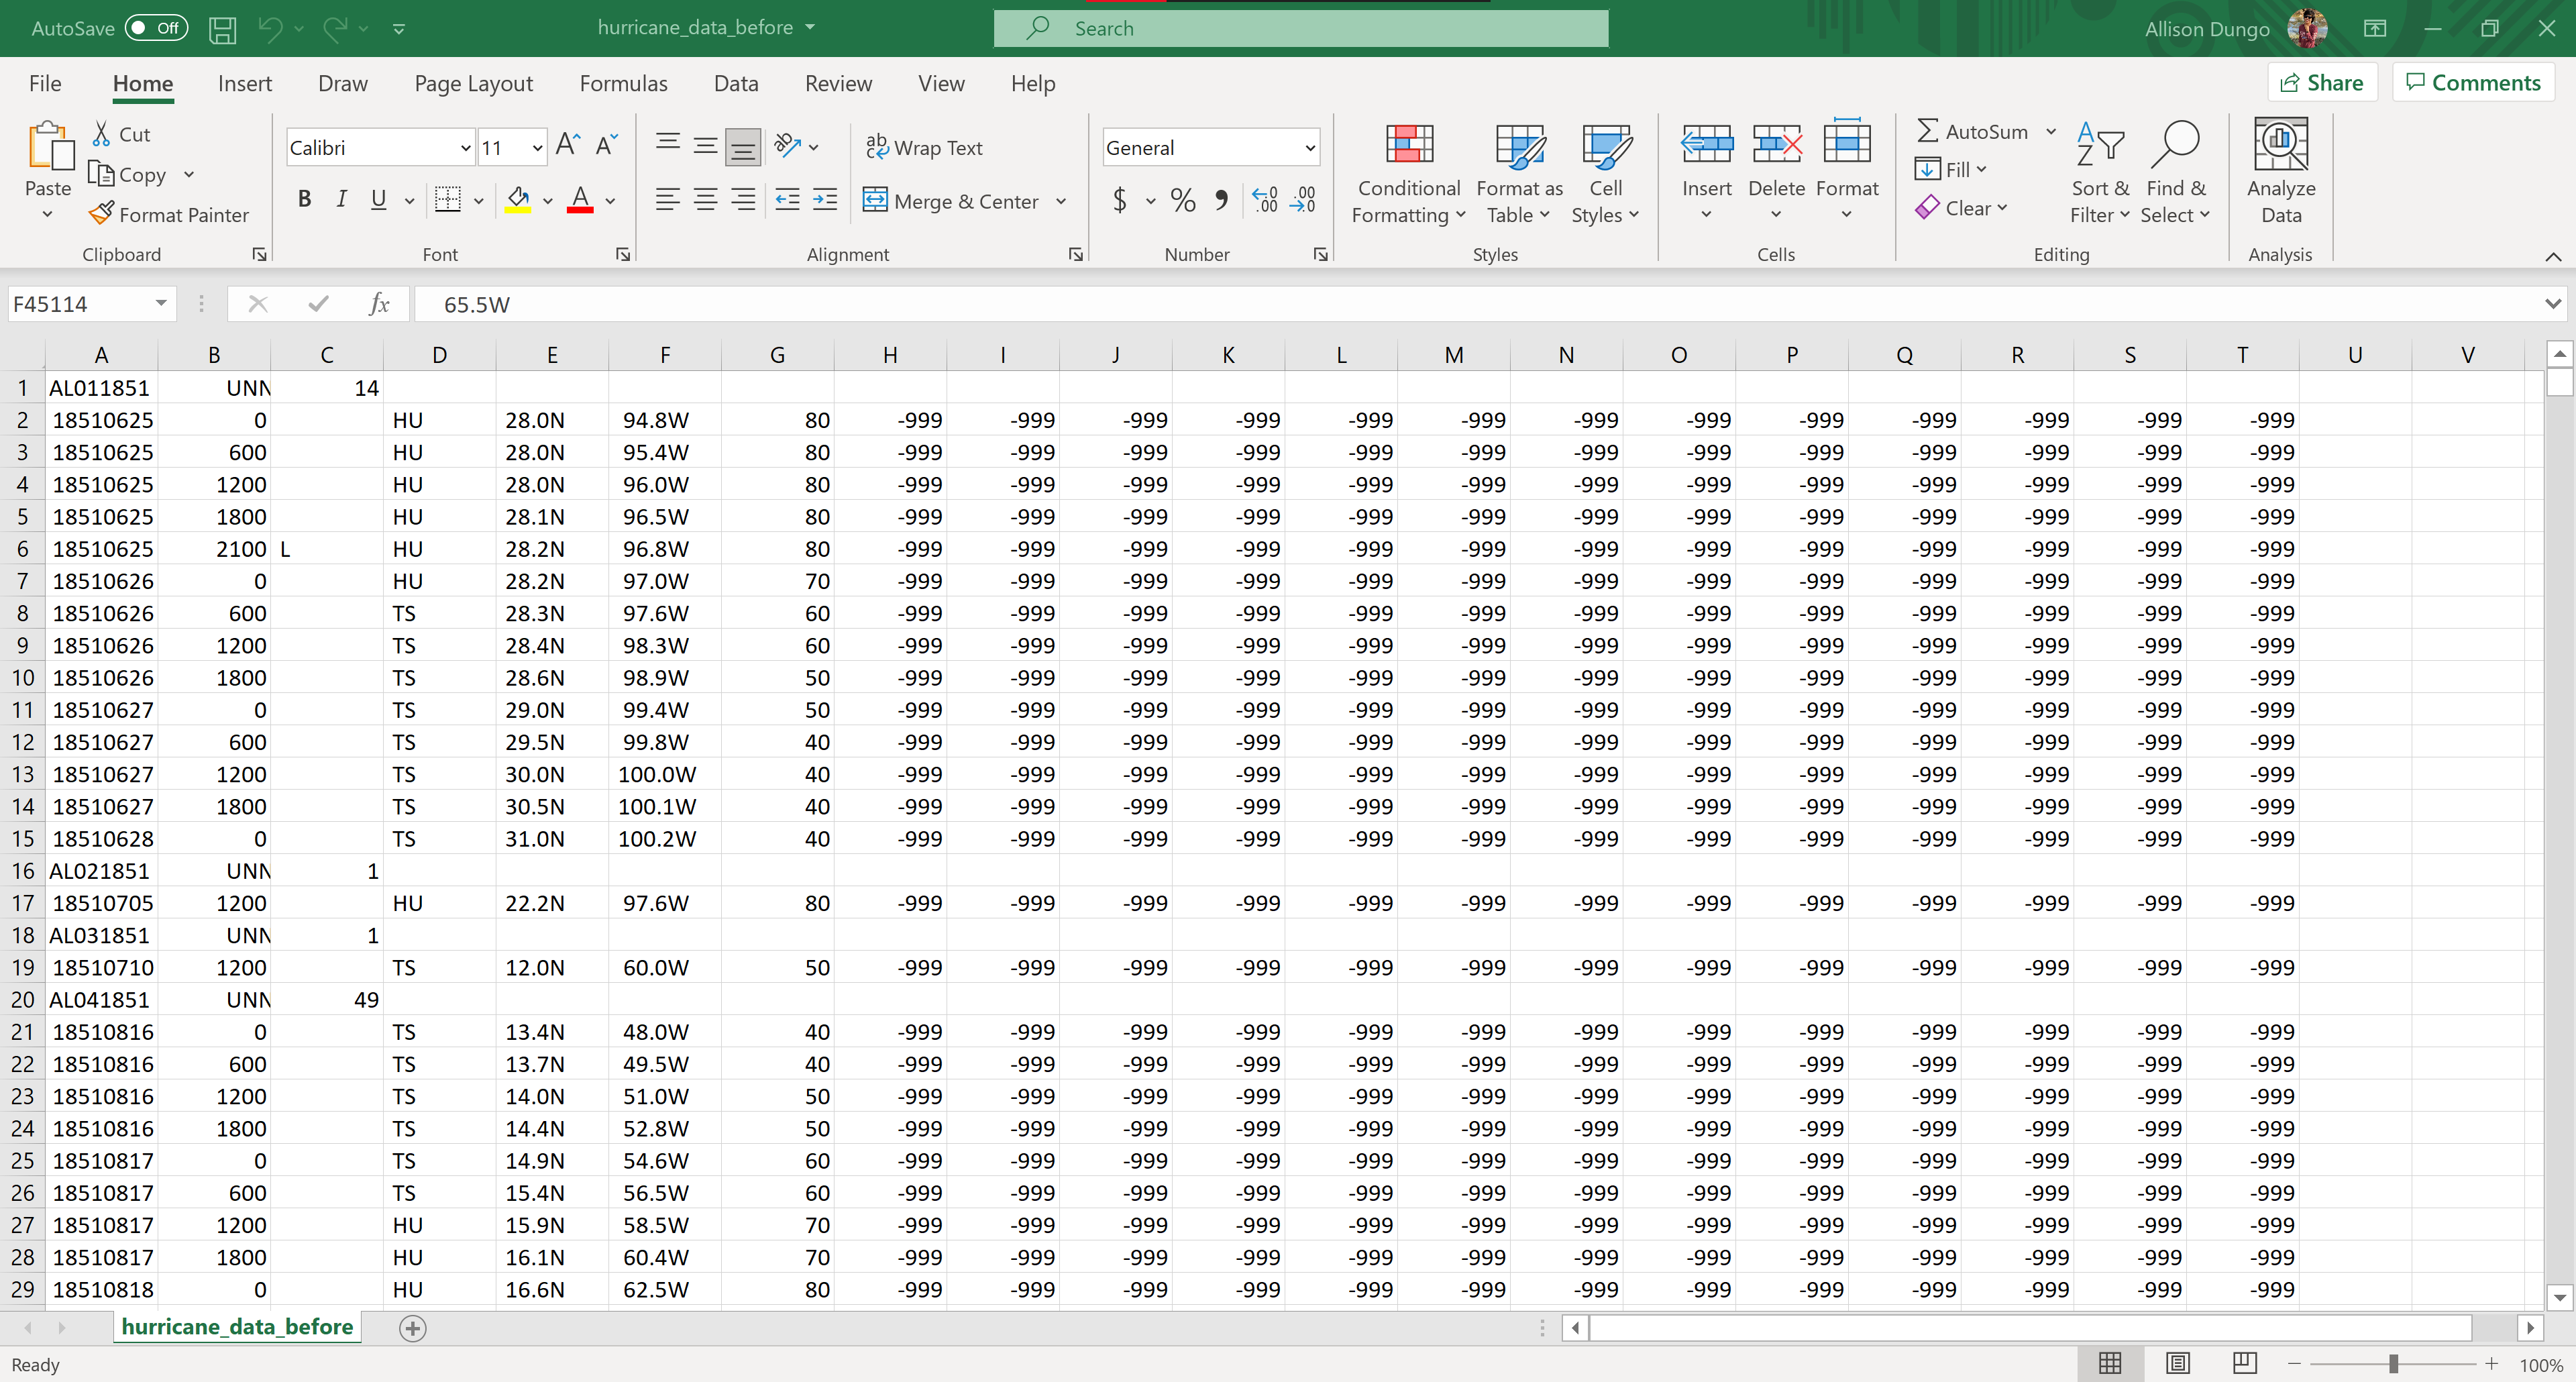 AutoSave Off hurricane_data_before Search Allison Dungo
File Home Insert Draw Page Layout Formulas Data Review View Help Share Comments
Paste Cut Copy Format Painter Clipboard
Calibri 11 B I U A Font
Wrap Text Merge & Center Alignment
General $ % Number
Conditional Formatting Format as Table Cell Styles Styles
Insert Delete Format Cells
AutoSum Fill Clear Sort & Filter Find & Select Editing
Analyze Data Analysis
F45114 fx 65.5W
A B C D E F G H I J K L M N O P Q R S T U V
1 AL011851 UNN 14
2 18510625 0 HU 28.0N 94.8W 80 -999 -999 -999 -999 -999 -999 -999 -999 -999 -999 -999 -999 -999
3 18510625 600 HU 28.0N 95.4W 80 -999 -999 -999 -999 -999 -999 -999 -999 -999 -999 -999 -999 -999
4 18510625 1200 HU 28.0N 96.0W 80 -999 -999 -999 -999 -999 -999 -999 -999 -999 -999 -999 -999 -999
5 18510625 1800 HU 28.1N 96.5W 80 -999 -999 -999 -999 -999 -999 -999 -999 -999 -999 -999 -999 -999
6 18510625 2100 L HU 28.2N 96.8W 80 -999 -999 -999 -999 -999 -999 -999 -999 -999 -999 -999 -999 -999
7 18510626 0 HU 28.2N 97.0W 70 -999 -999 -999 -999 -999 -999 -999 -999 -999 -999 -999 -999 -999
8 18510626 600 TS 28.3N 97.6W 60 -999 -999 -999 -999 -999 -999 -999 -999 -999 -999 -999 -999 -999
9 18510626 1200 TS 28.4N 98.3W 60 -999 -999 -999 -999 -999 -999 -999 -999 -999 -999 -999 -999 -999
10 18510626 1800 TS 28.6N 98.9W 50 -999 -999 -999 -999 -999 -999 -999 -999 -999 -999 -999 -999 -999
11 18510627 0 TS 29.0N 99.4W 50 -999 -999 -999 -999 -999 -999 -999 -999 -999 -999 -999 -999 -999
12 18510627 600 TS 29.5N 99.8W 40 -999 -999 -999 -999 -999 -999 -999 -999 -999 -999 -999 -999 -999
13 18510627 1200 TS 30.0N 100.0W 40 -999 -999 -999 -999 -999 -999 -999 -999 -999 -999 -999 -999 -999
14 18510627 1800 TS 30.5N 100.1W 40 -999 -999 -999 -999 -999 -999 -999 -999 -999 -999 -999 -999 -999
15 18510628 0 TS 31.0N 100.2W 40 -999 -999 -999 -999 -999 -999 -999 -999 -999 -999 -999 -999 -999
16 AL021851 UNN 1
17 18510705 1200 HU 22.2N 97.6W 80 -999 -999 -999 -999 -999 -999 -999 -999 -999 -999 -999 -999 -999
18 AL031851 UNN 1
19 18510710 1200 TS 12.0N 60.0W 50 -999 -999 -999 -999 -999 -999 -999 -999 -999 -999 -999 -999 -999
20 AL041851 UNN 49
21 18510816 0 TS 13.4N 48.0W 40 -999 -999 -999 -999 -999 -999 -999 -999 -999 -999 -999 -999 -999
22 18510816 600 TS 13.7N 49.5W 40 -999 -999 -999 -999 -999 -999 -999 -999 -999 -999 -999 -999 -999
23 18510816 1200 TS 14.0N 51.0W 50 -999 -999 -999 -999 -999 -999 -999 -999 -999 -999 -999 -999 -999
24 18510816 1800 TS 14.4N 52.8W 50 -999 -999 -999 -999 -999 -999 -999 -999 -999 -999 -999 -999 -999
25 18510817 0 TS 14.9N 54.6W 60 -999 -999 -999 -999 -999 -999 -999 -999 -999 -999 -999 -999 -999
26 18510817 600 TS 15.4N 56.5W 60 -999 -999 -999 -999 -999 -999 -999 -999 -999 -999 -999 -999 -999
27 18510817 1200 HU 15.9N 58.5W 70 -999 -999 -999 -999 -999 -999 -999 -999 -999 -999 -999 -999 -999
28 18510817 1800 HU 16.1N 60.4W 70 -999 -999 -999 -999 -999 -999 -999 -999 -999 -999 -999 -999 -999
29 18510818 0 HU 16.6N 62.5W 80 -999 -999 -999 -999 -999 -999 -999 -999 -999 -999 -999 -999 -999
hurricane_data_before
Ready 100%